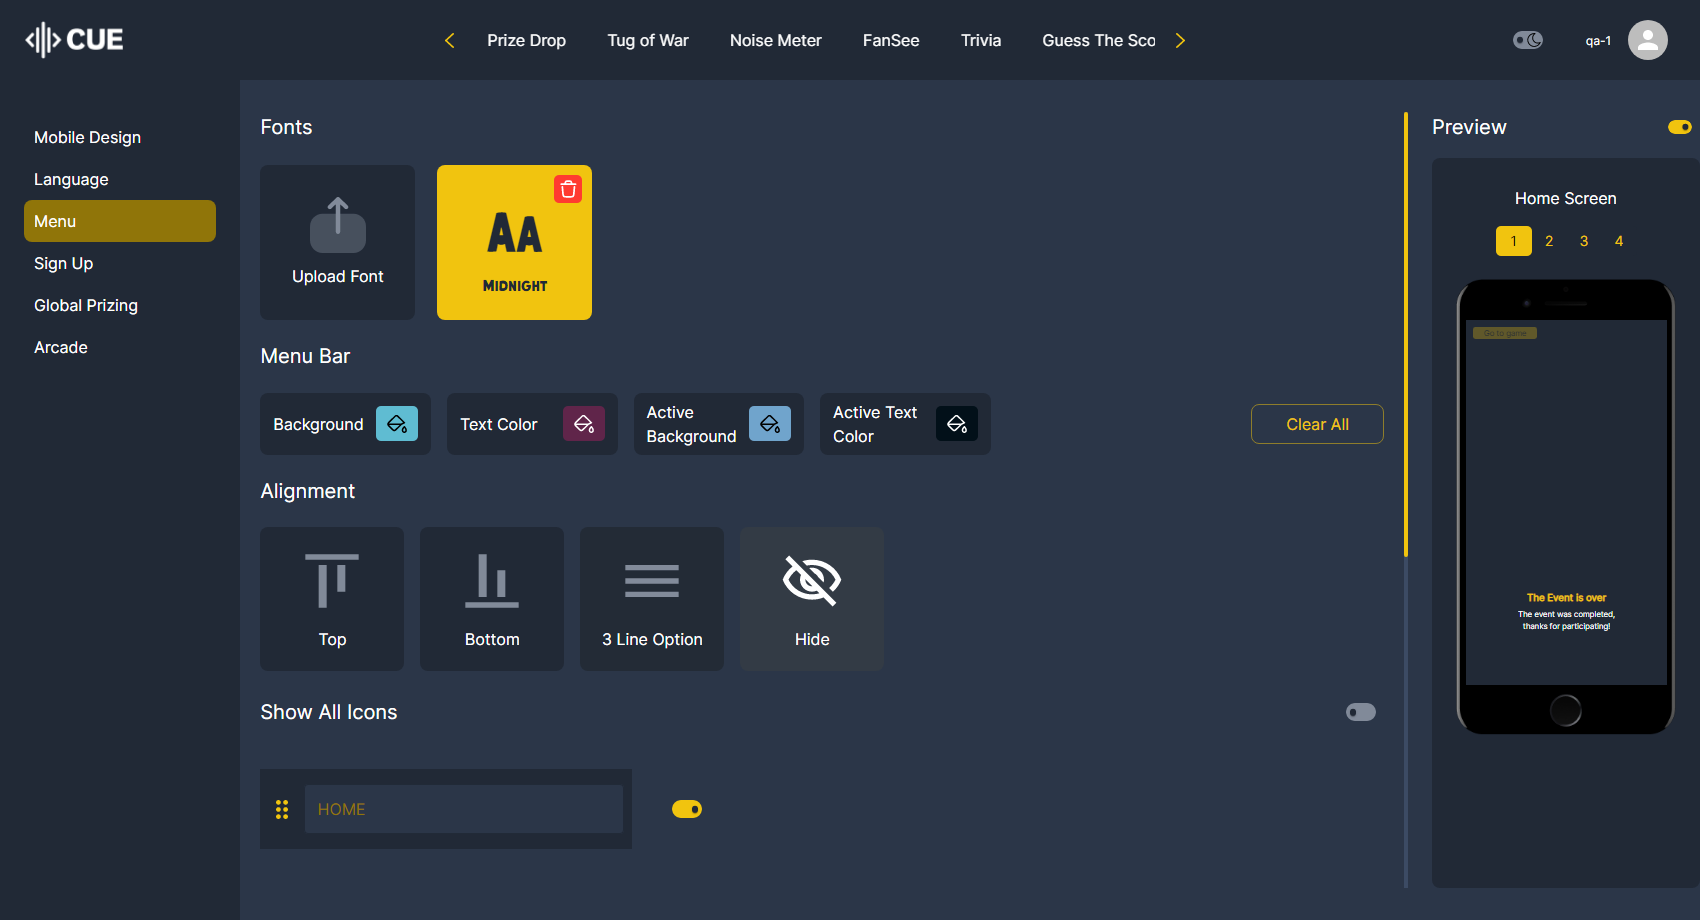 CUE
Prize Drop
Tug of War
Noise Meter
FanSee
Trivia
Guess The Sco
qa-1
Mobile Design
Language
Menu
Sign Up
Global Prizing
Arcade
Fonts
Upload Font
AA
MIDNIGHT
Menu Bar
Background
Text Color
Active
Background
Active Text
Color
Clear All
Alignment
Top
Bottom
3 Line Option
Hide
Show All Icons
HOME
Preview
Home Screen
1 2 3 4
Go to game
The Event is over
The event was completed,
thanks for participating!